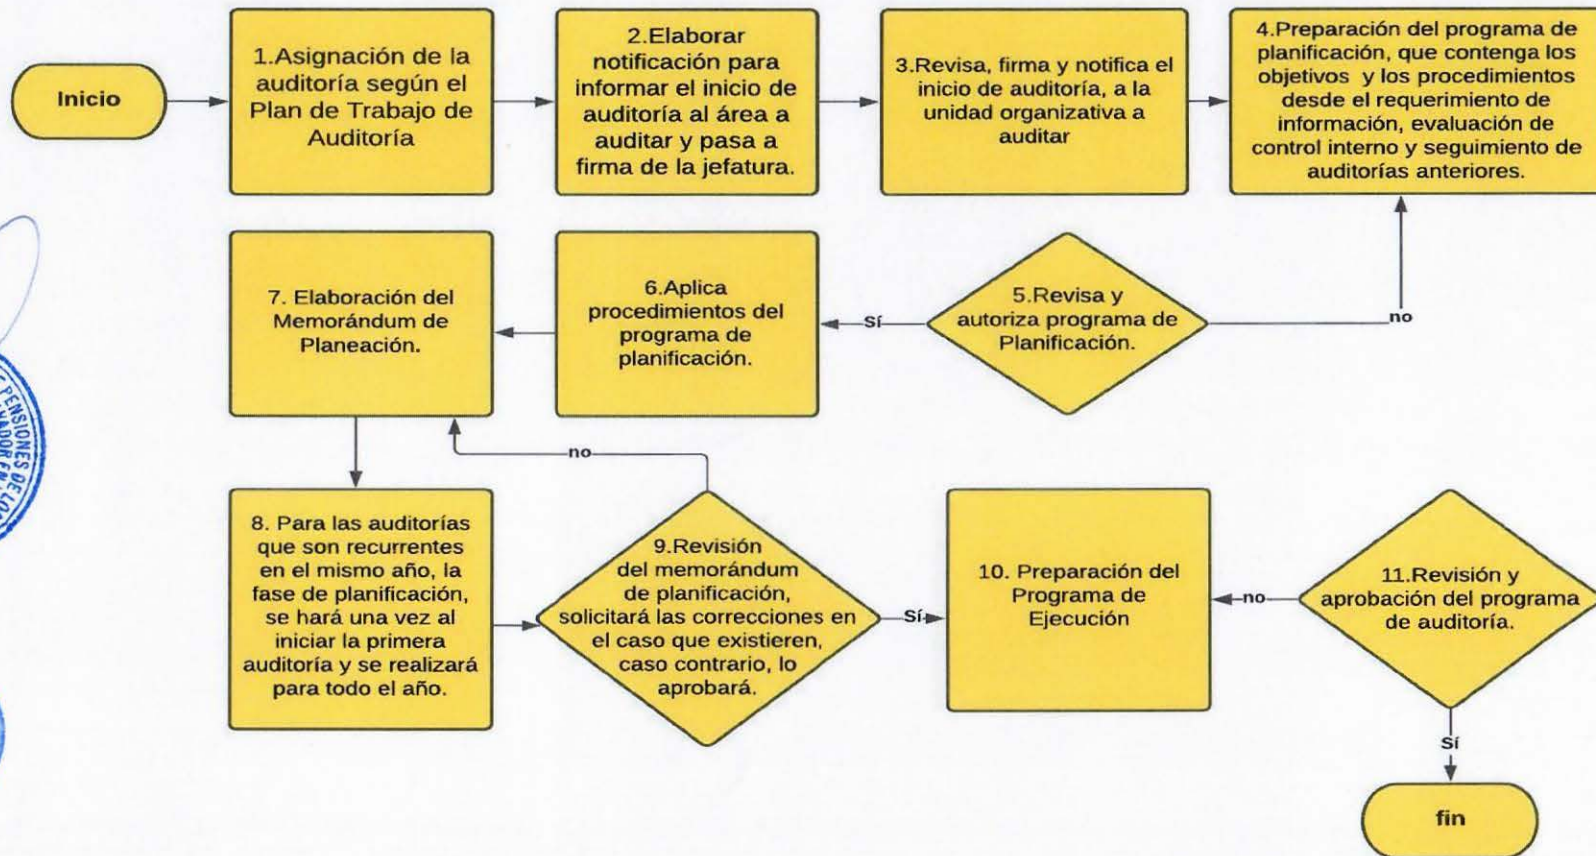 Inicio
1.Asignación de la
auditoría según el
Plan de Trabajo de
Auditoría
2.Elaborar
notificación para
informar el inicio de
auditoría al área a
auditar y pasa a
firma de la jefatura.
3.Revisa, firma y notifica el
inicio de auditoría, a la
unidad organizativa a
auditar
4.Preparación del programa de
planificación, que contenga los
objetivos y los procedimientos
desde el requerimiento de
información, evaluación de
control interno y seguimiento de
auditorías anteriores.
5.Revisa y
autoriza programa de
Planificación.
no
Sí
6.Aplica
procedimientos del
programa de
planificación.
7. Elaboración del
Memorándum de
Planeación.
8. Para las auditorías
que son recurrentes
en el mismo año, la
fase de planificación,
se hará una vez al
iniciar la primera
auditoría y se realizará
para todo el año.
no
9.Revisión
del memorándum
de planificación,
solicitará las correcciones en
el caso que existieren,
caso contrario, lo
aprobará.
Sí
10. Preparación del
Programa de
Ejecución
no
11.Revisión y
aprobación del programa
de auditoría.
Sí
fin
PENSIONES DE LOS